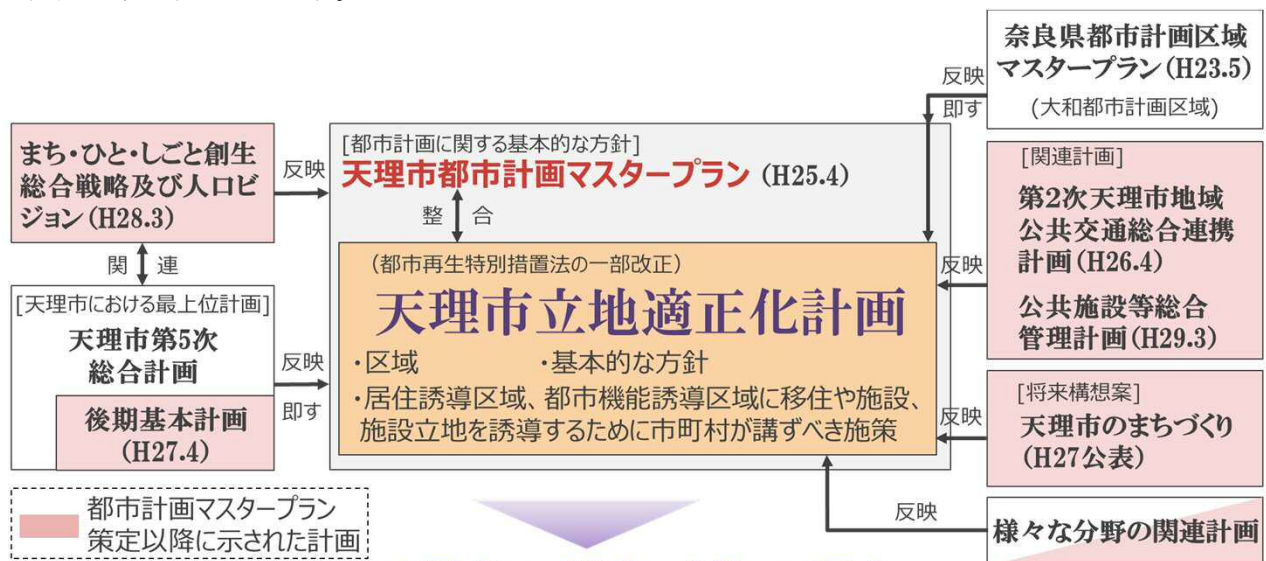 奈良県都市計画区域
マスタープラン(H23.5)
(大和都市計画区域)
反映
即す
まち・ひと・しごと創生
総合戦略及び人口ビ
ジョン(H28.3)
反映
[都市計画に関する基本的な方針]
天理市都市計画マスタープラン (H25.4)
整 合
[関連計画]
第2次天理市地域
公共交通総合連携
計画(H26.4)
公共施設等総合
管理計画(H29.3)
反映
関 連
[天理市における最上位計画]
天理市第5次
総合計画
後期基本計画
(H27.4)
反映
即す
(都市再生特別措置法の一部改正)
天理市立地適正化計画
・区域
・基本的な方針
・居住誘導区域、都市機能誘導区域に移住や施設、
施設立地を誘導するために市町村が講ずべき施策
[将来構想案]
天理市のまちづくり
(H27公表)
反映
都市計画マスタープラン
策定以降に示された計画
反映
様々な分野の関連計画